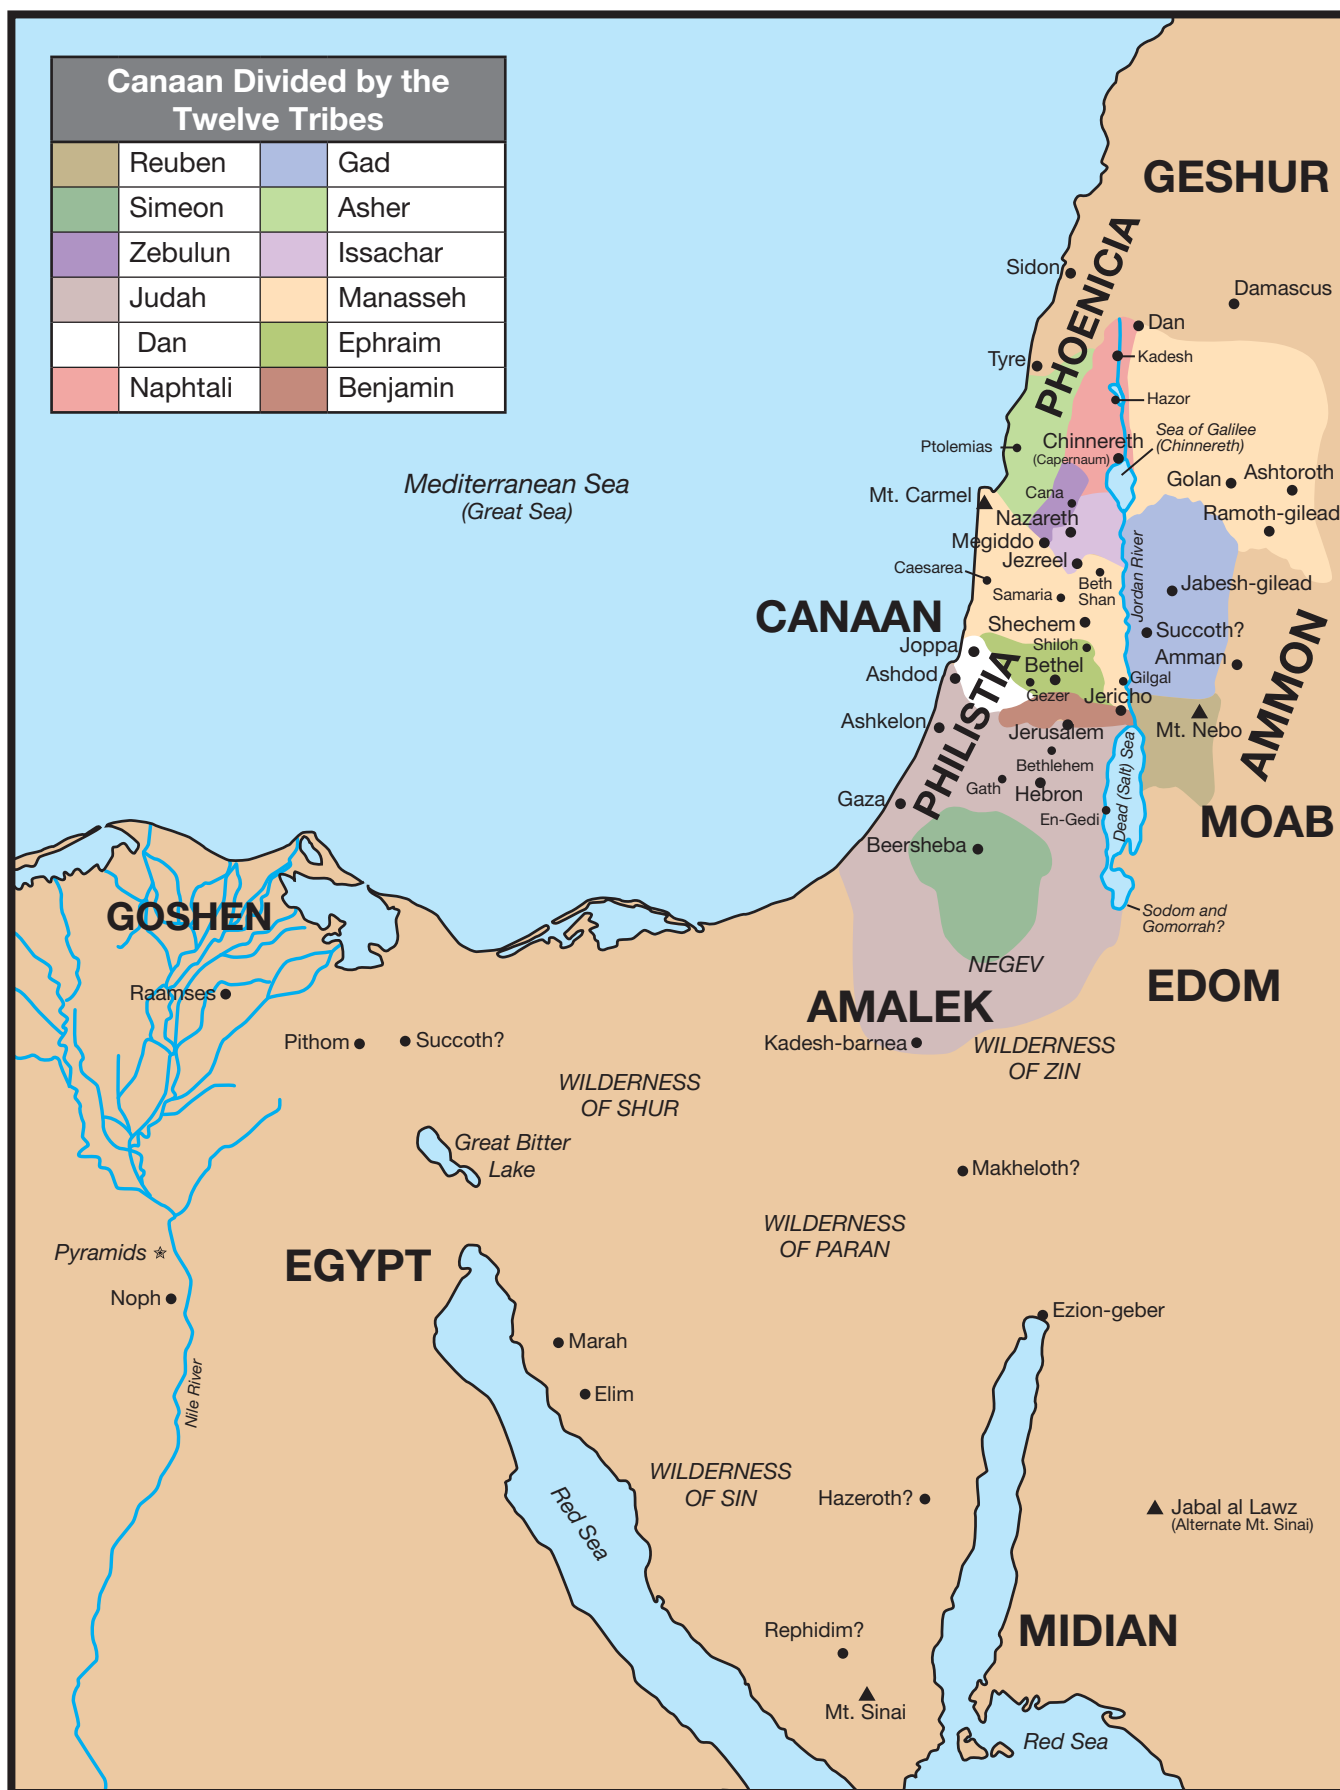 Canaan Divided by the
Twelve Tribes
Reuben
Gad
Simeon
Asher
Zebulun
Issachar
Judah
Manasseh
Dan
Ephraim
Naphtali
Benjamin
GESHUR
PHOENICIA
Sidon
Damascus
Dan
Tyre
Kadesh
Hazor
Sea of Galilee
(Chinnereth)
Ptolemias
Chinnereth
(Capernaum)
Golan
Ashtoroth
Mediterranean Sea
(Great Sea)
Mt. Carmel
Cana
Ramoth-gilead
Nazareth
Megiddo
Jezreel
Caesarea
Beth
Shan
Jordan River
Jabesh-gilead
Samaria
CANAAN
Shechem
Succoth?
Joppa
Shiloh
Bethel
Amman
AMMON
Ashdod
Gilgal
Gezer
Jericho
PHILISTIA
Ashkelon
Jerusalem
Mt. Nebo
Bethlehem
Dead (Salt) Sea
Gath
Hebron
Gaza
En-Gedi
MOAB
Beersheba
GOSHEN
Sodom and
Gomorrah?
NEGEV
EDOM
Raamses
AMALEK
Pithom
Succoth?
Kadesh-barnea
WILDERNESS
OF ZIN
WILDERNESS
OF SHUR
Great Bitter
Lake
Makheloth?
WILDERNESS
OF PARAN
Pyramids
EGYPT
Noph
Ezion-geber
Marah
Nile River
Elim
WILDERNESS
OF SIN
Hazeroth?
Red Sea
Jabal al Lawz
(Alternate Mt. Sinai)
Rephidim?
MIDIAN
Mt. Sinai
Red Sea